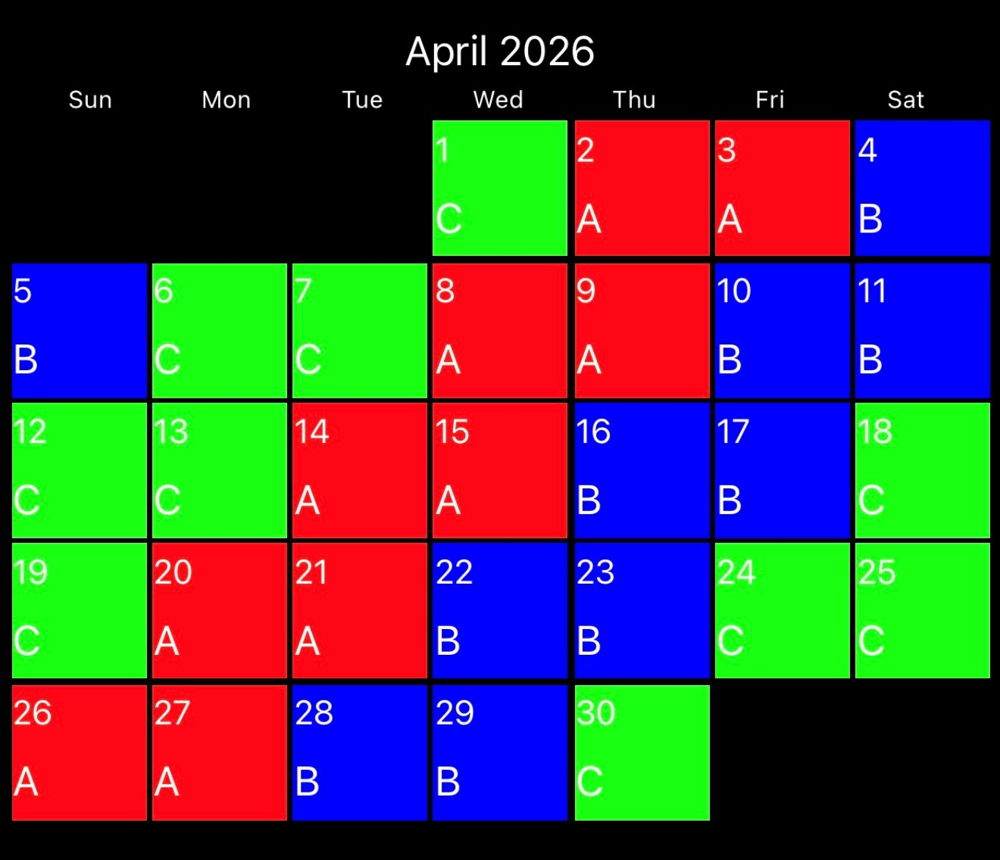 April 2026
Sun Mon Tue Wed Thu Fri Sat
1 2 3 4
C A A B
5 6 7 8 9 10 11
B C C A A B B
12 13 14 15 16 17 18
C C A A B B C
19 20 21 22 23 24 25
C A A B B C C
26 27 28 29 30
A A B B C